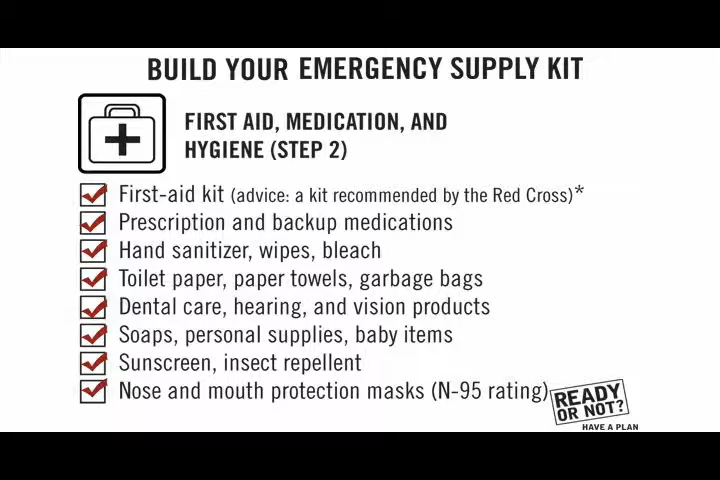 BUILD YOUR EMERGENCY SUPPLY KIT
FIRST AID, MEDICATION, AND
HYGIENE (STEP 2)
First-aid kit (advice: a kit recommended by the Red Cross)*
Prescription and backup medications
Hand sanitizer, wipes, bleach
Toilet paper, paper towels, garbage bags
Dental care, hearing, and vision products
Soaps, personal supplies, baby items
Sunscreen, insect repellent
Nose and mouth protection masks (N-95 rating)
READY
OR NOT?
HAVE A PLAN